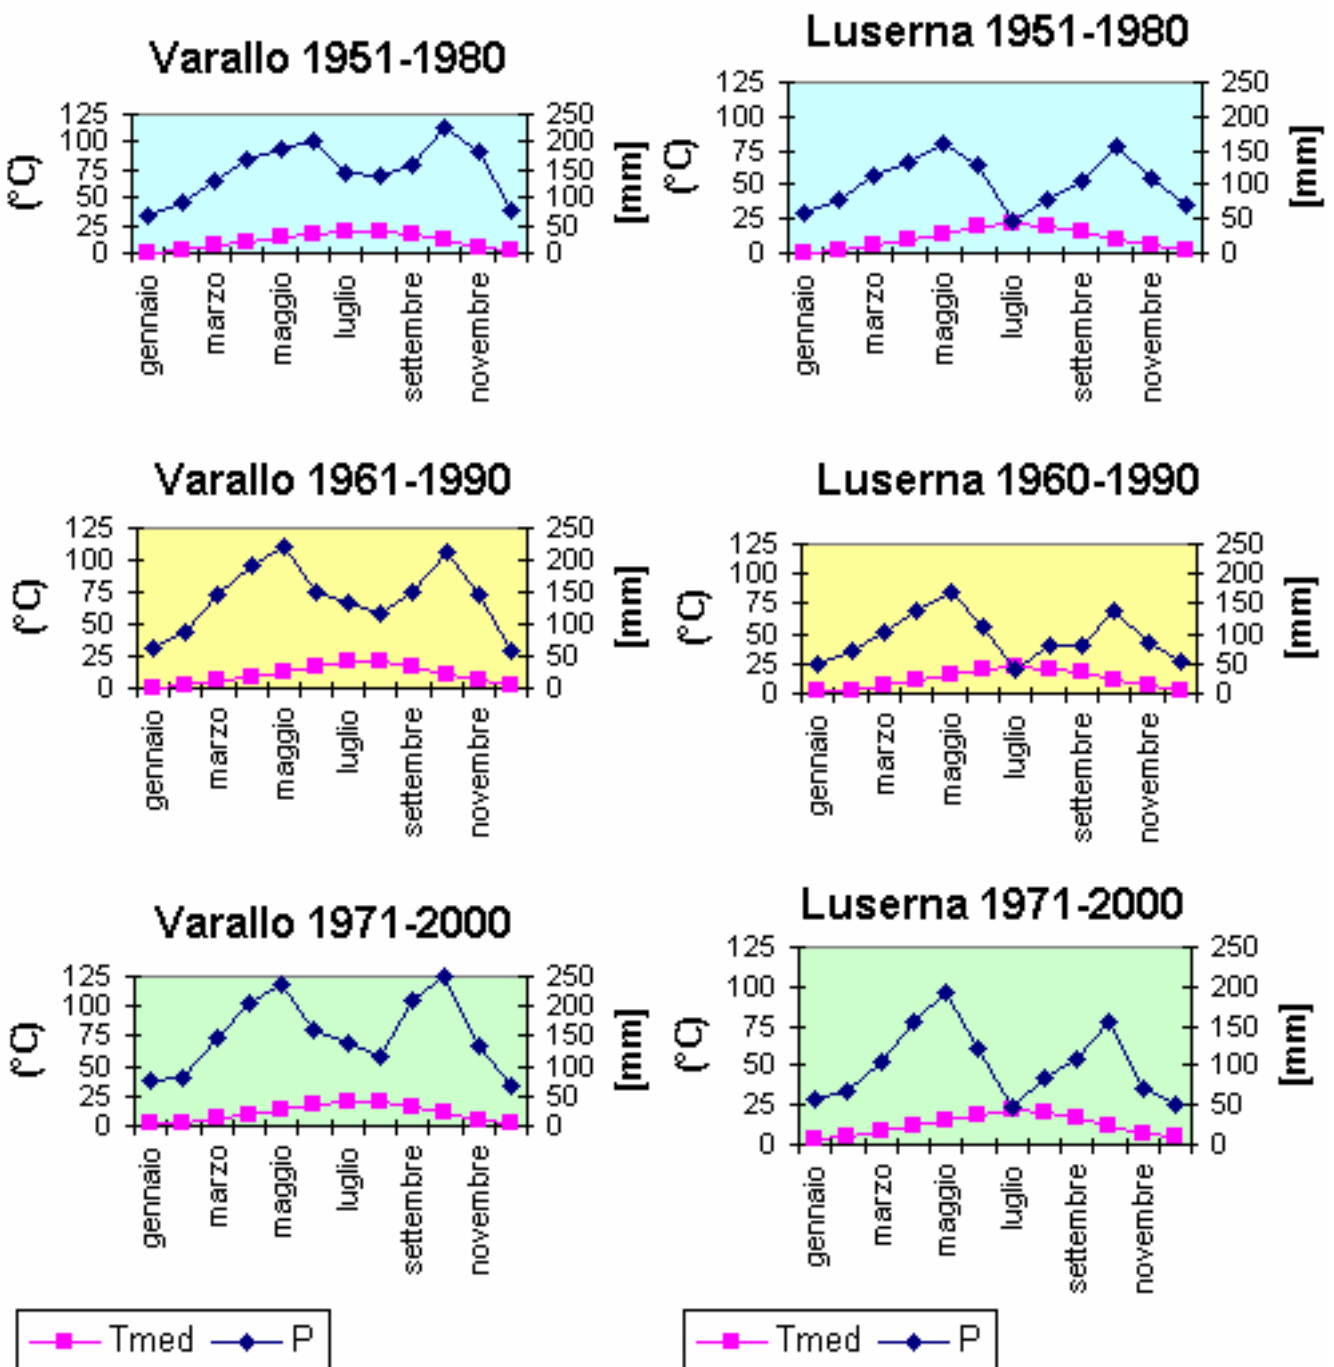 Varallo 1951-1980
125
100
75
50
25
0
250
200
150
100
50
0
(°C)
[mm]
gennaio
marzo
maggio
luglio
settembre
novembre
Luserna 1951-1980
125
100
75
50
25
0
250
200
150
100
50
0
(°C)
[mm]
gennaio
marzo
maggio
luglio
settembre
novembre
Varallo 1961-1990
125
100
75
50
25
0
250
200
150
100
50
0
(°C)
[mm]
gennaio
marzo
maggio
luglio
settembre
novembre
Luserna 1960-1990
125
100
75
50
25
0
250
200
150
100
50
0
(°C)
[mm]
gennaio
marzo
maggio
luglio
settembre
novembre
Varallo 1971-2000
125
100
75
50
25
0
250
200
150
100
50
0
(°C)
[mm]
gennaio
marzo
maggio
luglio
settembre
novembre
Luserna 1971-2000
125
100
75
50
25
0
250
200
150
100
50
0
(°C)
[mm]
gennaio
marzo
maggio
luglio
settembre
novembre
Tmed P
Tmed P